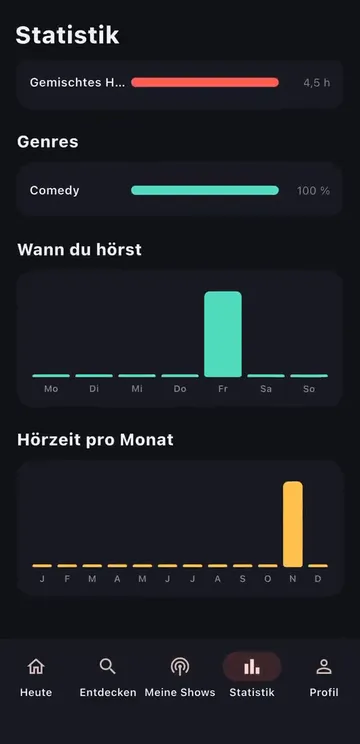 Statistik
Gemischtes H... 4,5 h
Genres
Comedy 100 %
Wann du hörst
Mo Di Mi Do Fr Sa So
Hörzeit pro Monat
J F M A M J J A S O N D
Heute Entdecken Meine Shows Statistik Profil